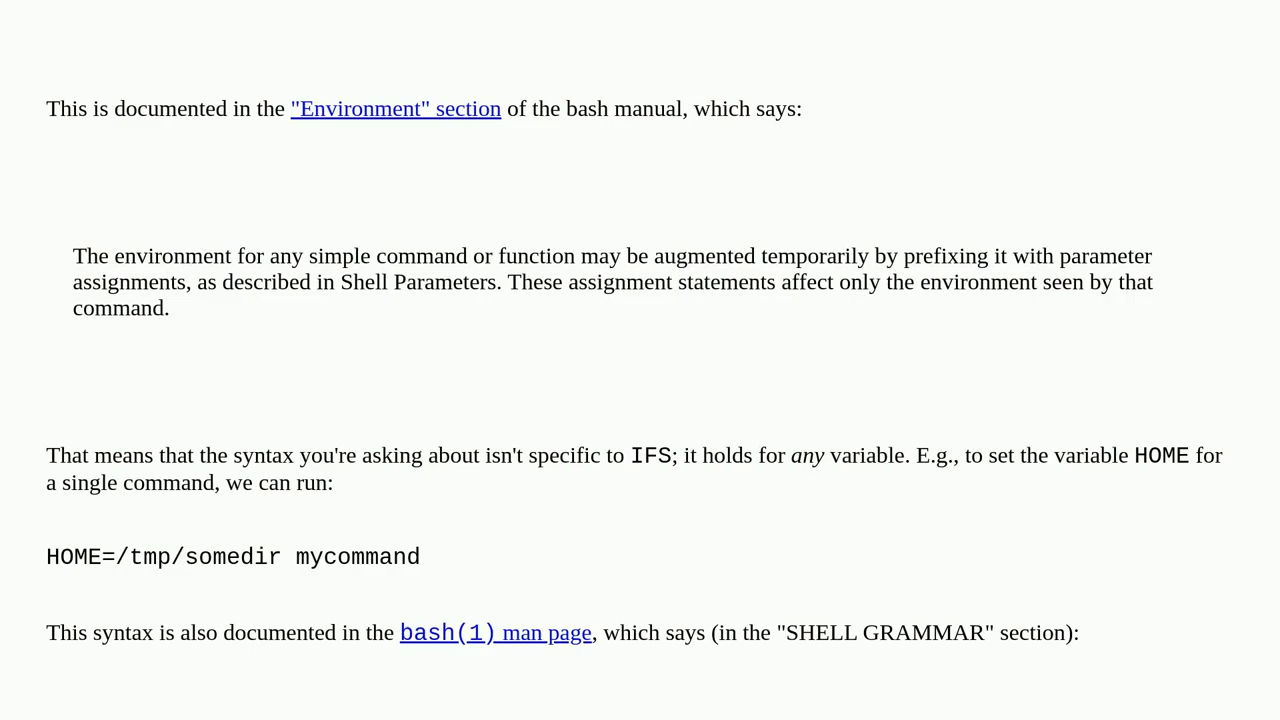 This is documented in the "Environment" section of the bash manual, which says:
The environment for any simple command or function may be augmented temporarily by prefixing it with parameter
assignments, as described in Shell Parameters. These assignment statements affect only the environment seen by that
command.
That means that the syntax you're asking about isn't specific to IFS; it holds for any variable. E.g., to set the variable HOME for
a single command, we can run:
HOME=/tmp/somedir mycommand
This syntax is also documented in the bash(1) man page, which says (in the "SHELL GRAMMAR" section):